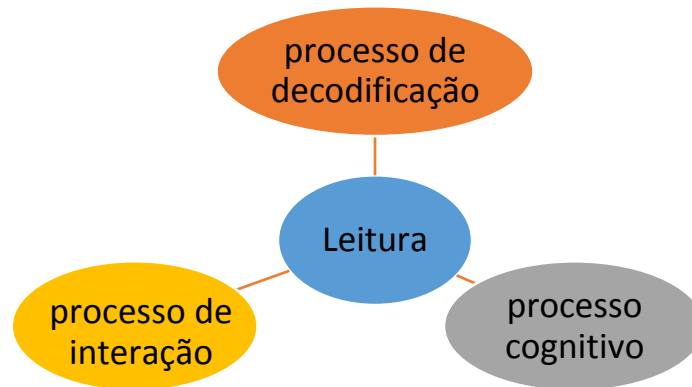 processo de
decodificação
Leitura
processo de
interação
processo
cognitivo